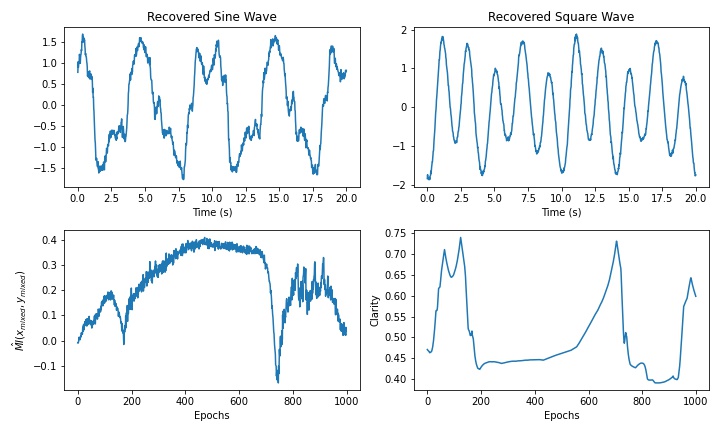 Recovered Sine Wave
1.5
1.0
0.5
0.0
−0.5
−1.0
−1.5
0.0 2.5 5.0 7.5 10.0 12.5 15.0 17.5 20.0
Time (s)
Recovered Square Wave
2
1
0
−1
−2
0.0 2.5 5.0 7.5 10.0 12.5 15.0 17.5 20.0
Time (s)
M̂I(x_mixed, y_mixed)
0.4
0.3
0.2
0.1
0.0
−0.1
0 200 400 600 800 1000
Epochs
Clarity
0.75
0.70
0.65
0.60
0.55
0.50
0.45
0.40
0 200 400 600 800 1000
Epochs